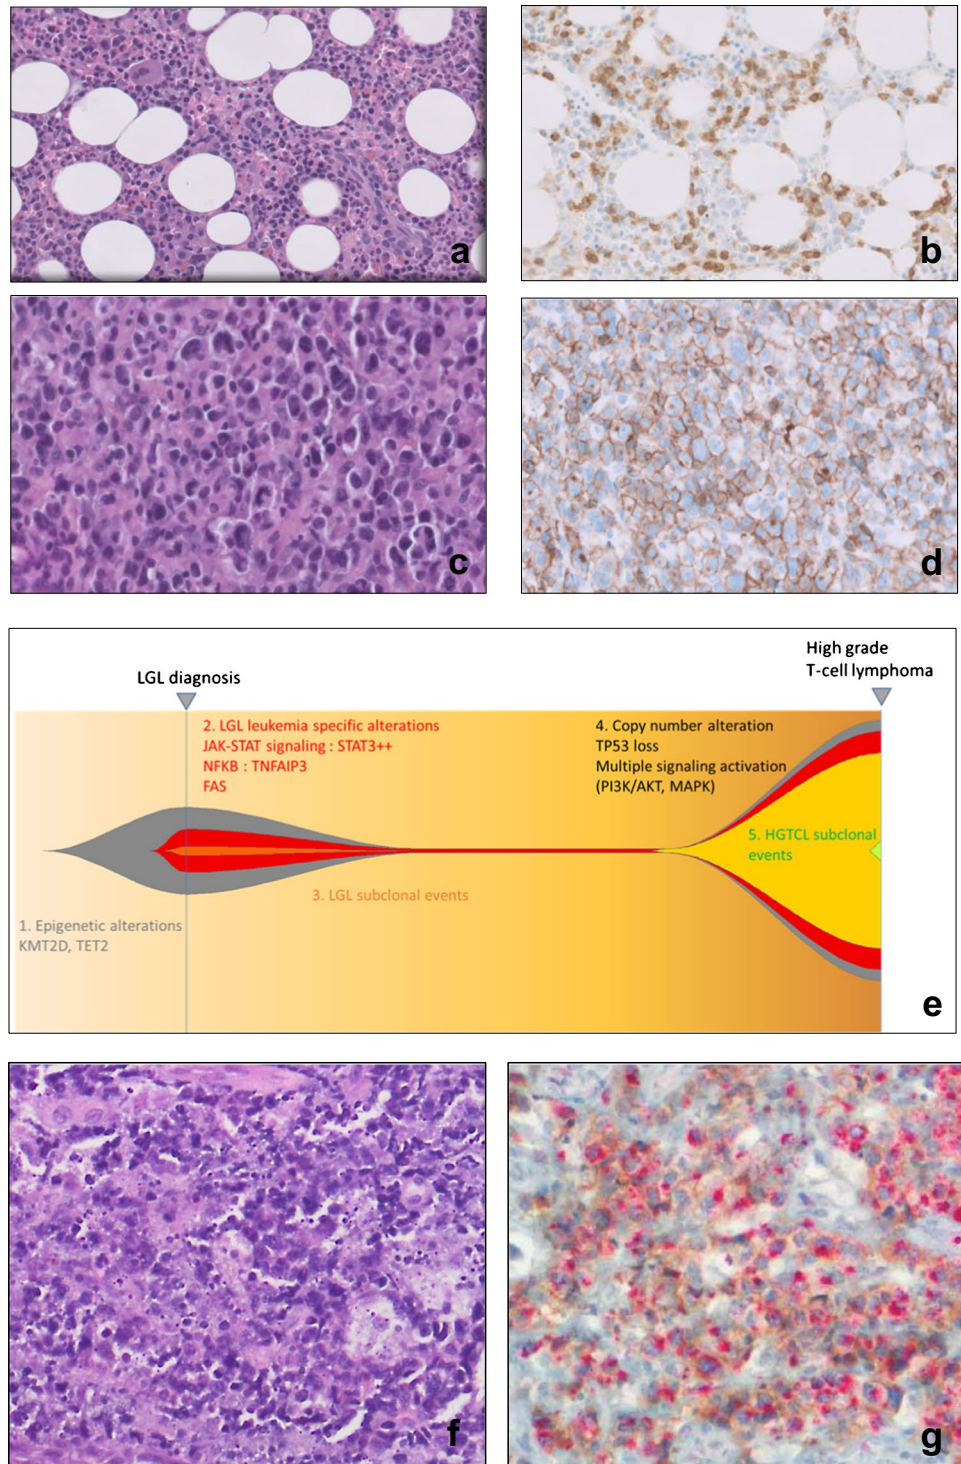 a
b
c
d
High grade
T-cell lymphoma
LGL diagnosis
2. LGL leukemia specific alterations
JAK-STAT signaling : STAT3++
NFKB : TNFAIP3
FAS
4. Copy number alteration
TP53 loss
Multiple signaling activation
(PI3K/AKT, MAPK)
5. HGTCL subclonal
events
3. LGL subclonal events
1. Epigenetic alterations
KMT2D, TET2
e
f
g